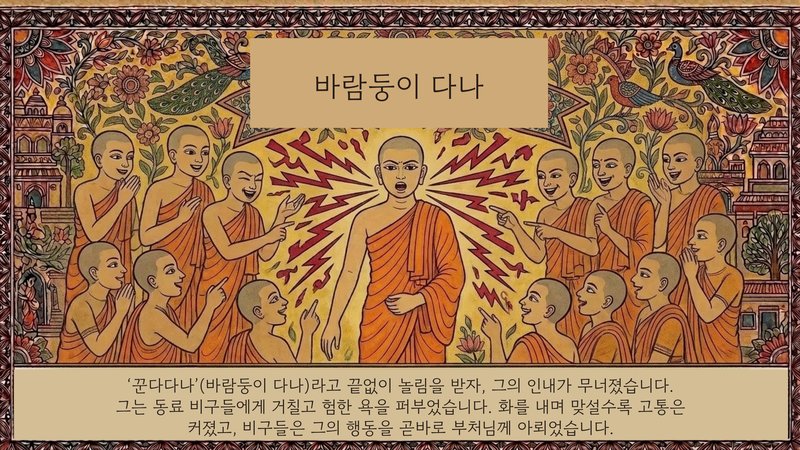 바람둥이 다나
‘꾼다다나’(바람둥이 다나)라고 끝없이 놀림을 받자, 그의 인내가 무너졌습니다.
그는 동료 비구들에게 거칠고 험한 욕을 퍼부었습니다. 화를 내며 맞설수록 고통은
커졌고, 비구들은 그의 행동을 곧바로 부처님께 아뢰었습니다.